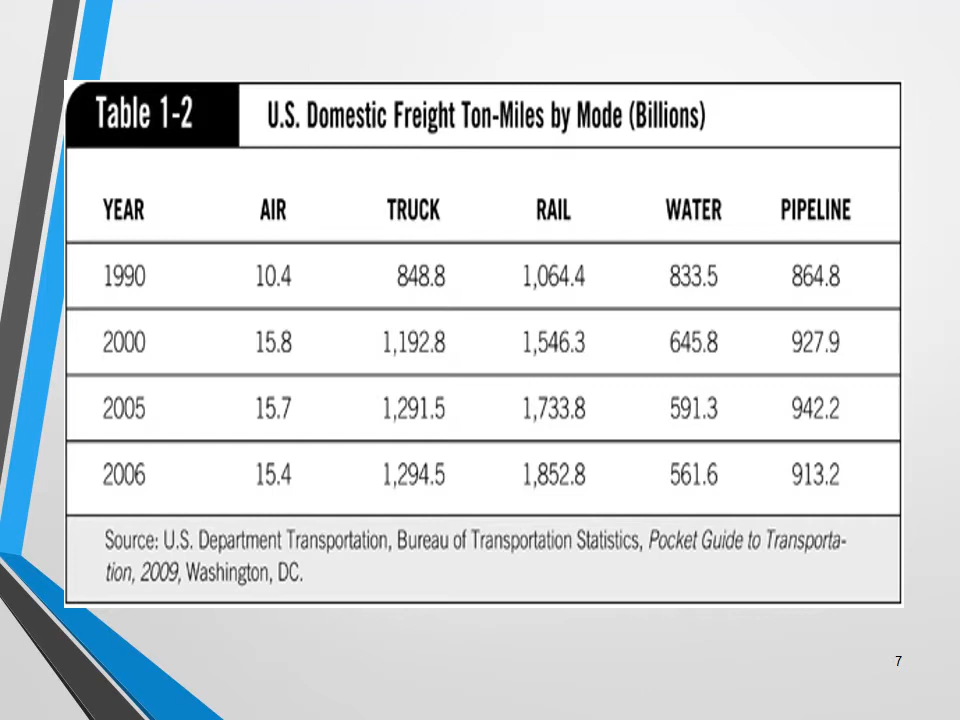 Table 1-2 U.S. Domestic Freight Ton-Miles by Mode (Billions)
YEAR AIR TRUCK RAIL WATER PIPELINE
1990 10.4 848.8 1,064.4 833.5 864.8
2000 15.8 1,192.8 1,546.3 645.8 927.9
2005 15.7 1,291.5 1,733.8 591.3 942.2
2006 15.4 1,294.5 1,852.8 561.6 913.2
Source: U.S. Department Transportation, Bureau of Transportation Statistics, Pocket Guide to Transporta-
tion, 2009, Washington, DC.
7